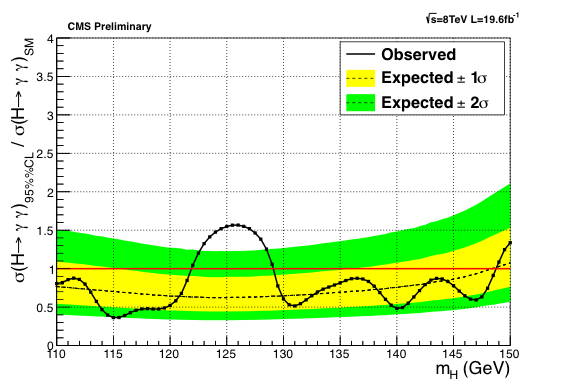 CMS Preliminary
√s=8TeV L=19.6fb⁻¹
σ(H→ γ γ)95%%CL / σ(H→ γ γ)SM
4
3.5
3
2.5
2
1.5
1
0.5
0
Observed
Expected ± 1σ
Expected ± 2σ
110 115 120 125 130 135 140 145 150
mH (GeV)